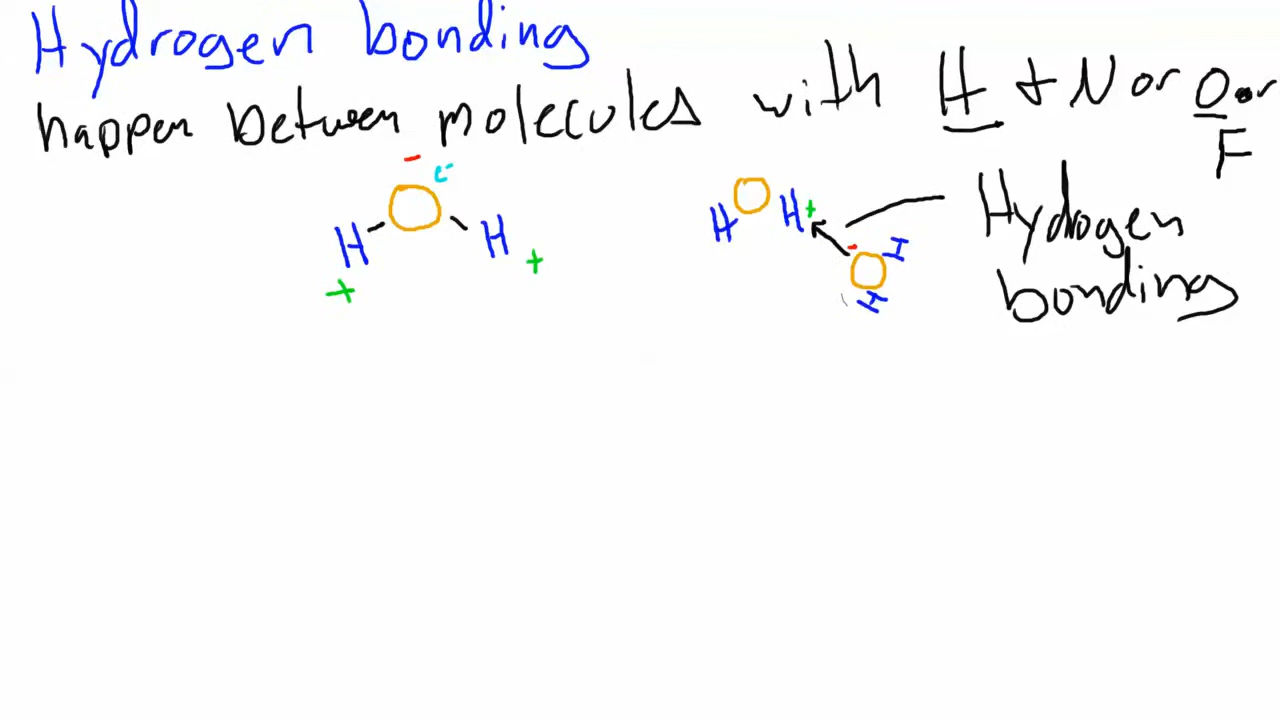 Hydrogen bonding
happen between molecules with H + N or O or
F
- e-
H O H
+ +
H O H +
- O H
H
Hydrogen
bonding